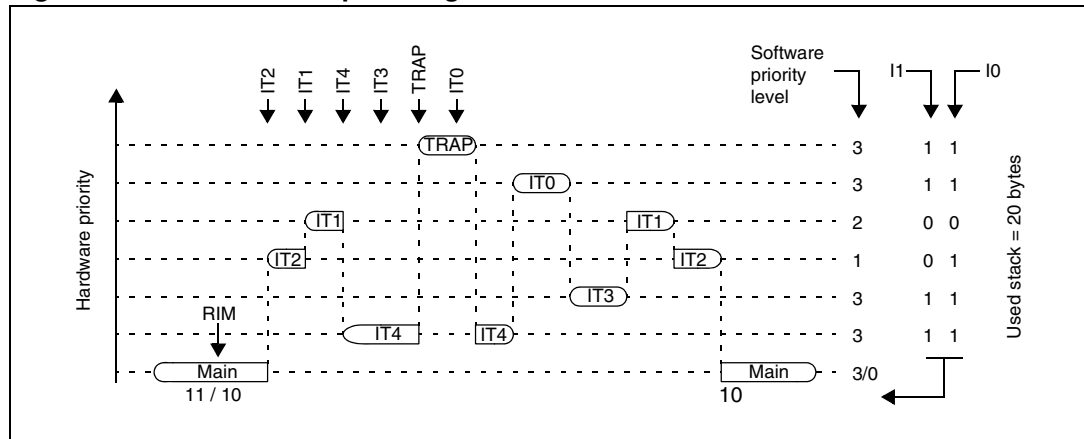 IT2
IT1
IT4
IT3
TRAP
IT0
Software
priority
level
I1
I0
TRAP
3
1 1
IT0
3
1 1
IT1
IT1
2
0 0
IT2
IT2
1
0 1
IT3
3
1 1
RIM
IT4
IT4
3
1 1
Main
Main
3/0
11 / 10
10
Hardware priority
Used stack = 20 bytes